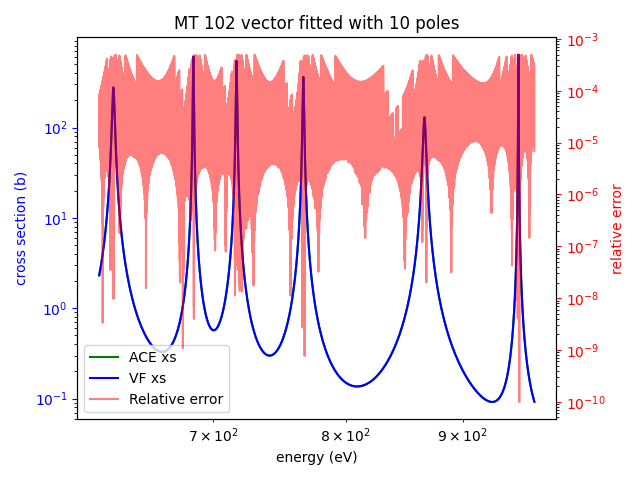 MT 102 vector fitted with 10 poles
10⁻³
10⁻⁴
10⁻⁵
10⁻⁶
10⁻⁷
10⁻⁸
10⁻⁹
10⁻¹⁰
relative error
10²
10¹
10⁰
10⁻¹
cross section (b)
ACE xs
VF xs
Relative error
7 × 10² 8 × 10² 9 × 10²
energy (eV)